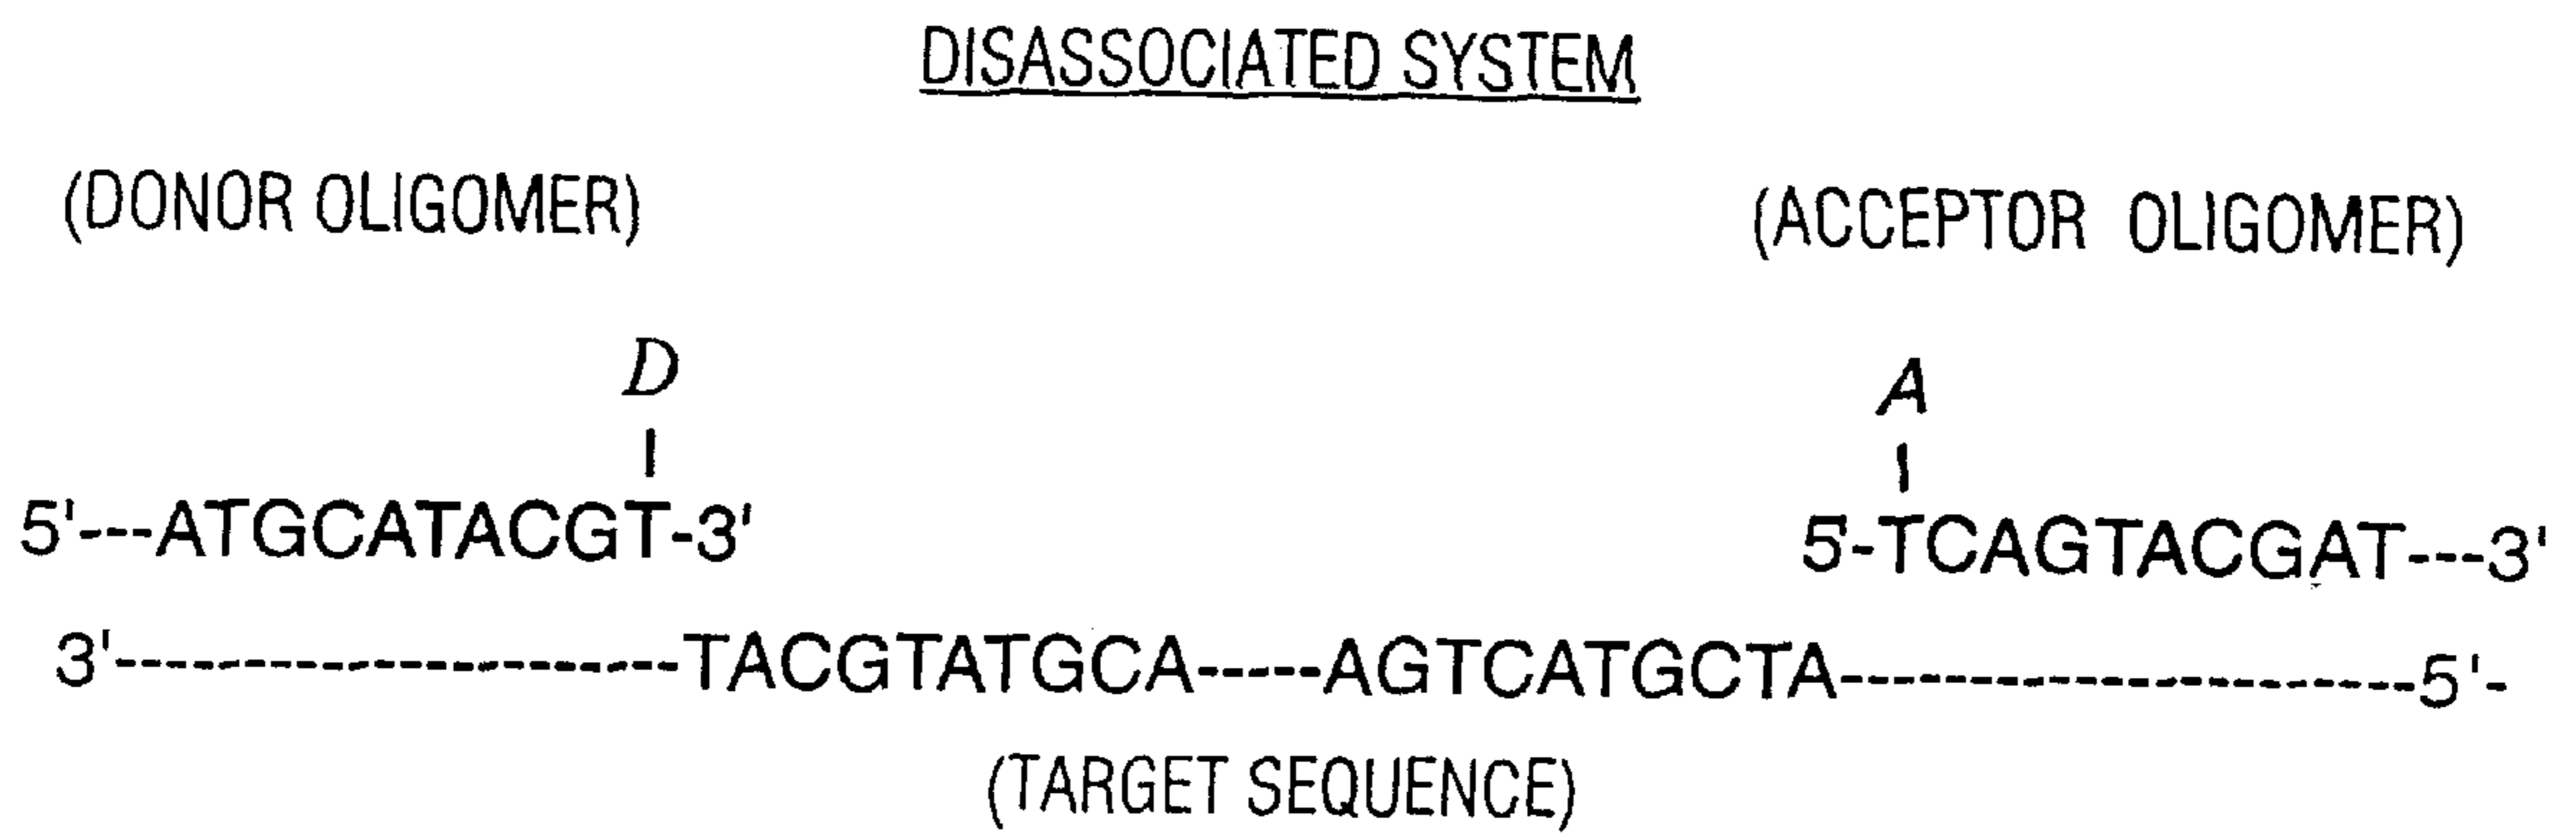 DISASSOCIATED SYSTEM
(DONOR OLIGOMER) (ACCEPTOR OLIGOMER)
D A
5'---ATGCATACGT-3' 5'-TCAGTACGAT---3'
3'----------------------TACGTATGCA-----AGTCATGCTA----------------------5'-
(TARGET SEQUENCE)